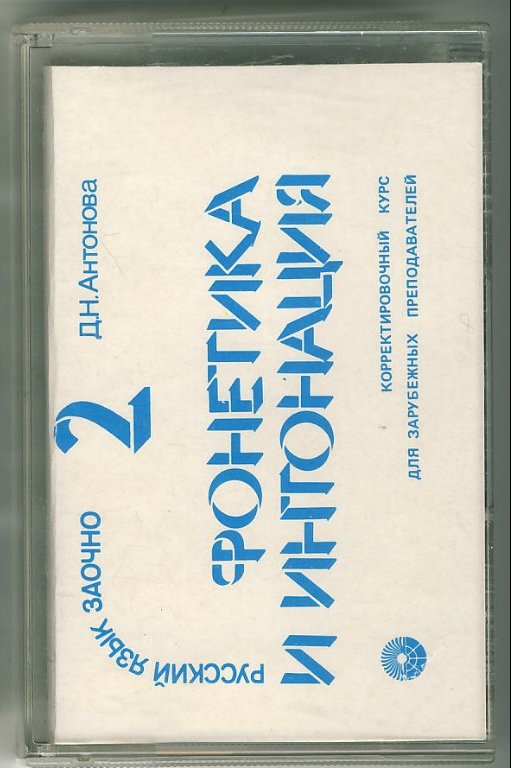 РУССКИЙ ЯЗЫК ЗАОЧНО
2
Д.Н.Антонова
ФОНЕТИКА
И ИНТОНАЦИЯ
КОРРЕКТИРОВОЧНЫЙ КУРС
ДЛЯ ЗАРУБЕЖНЫХ ПРЕПОДАВАТЕЛЕЙ